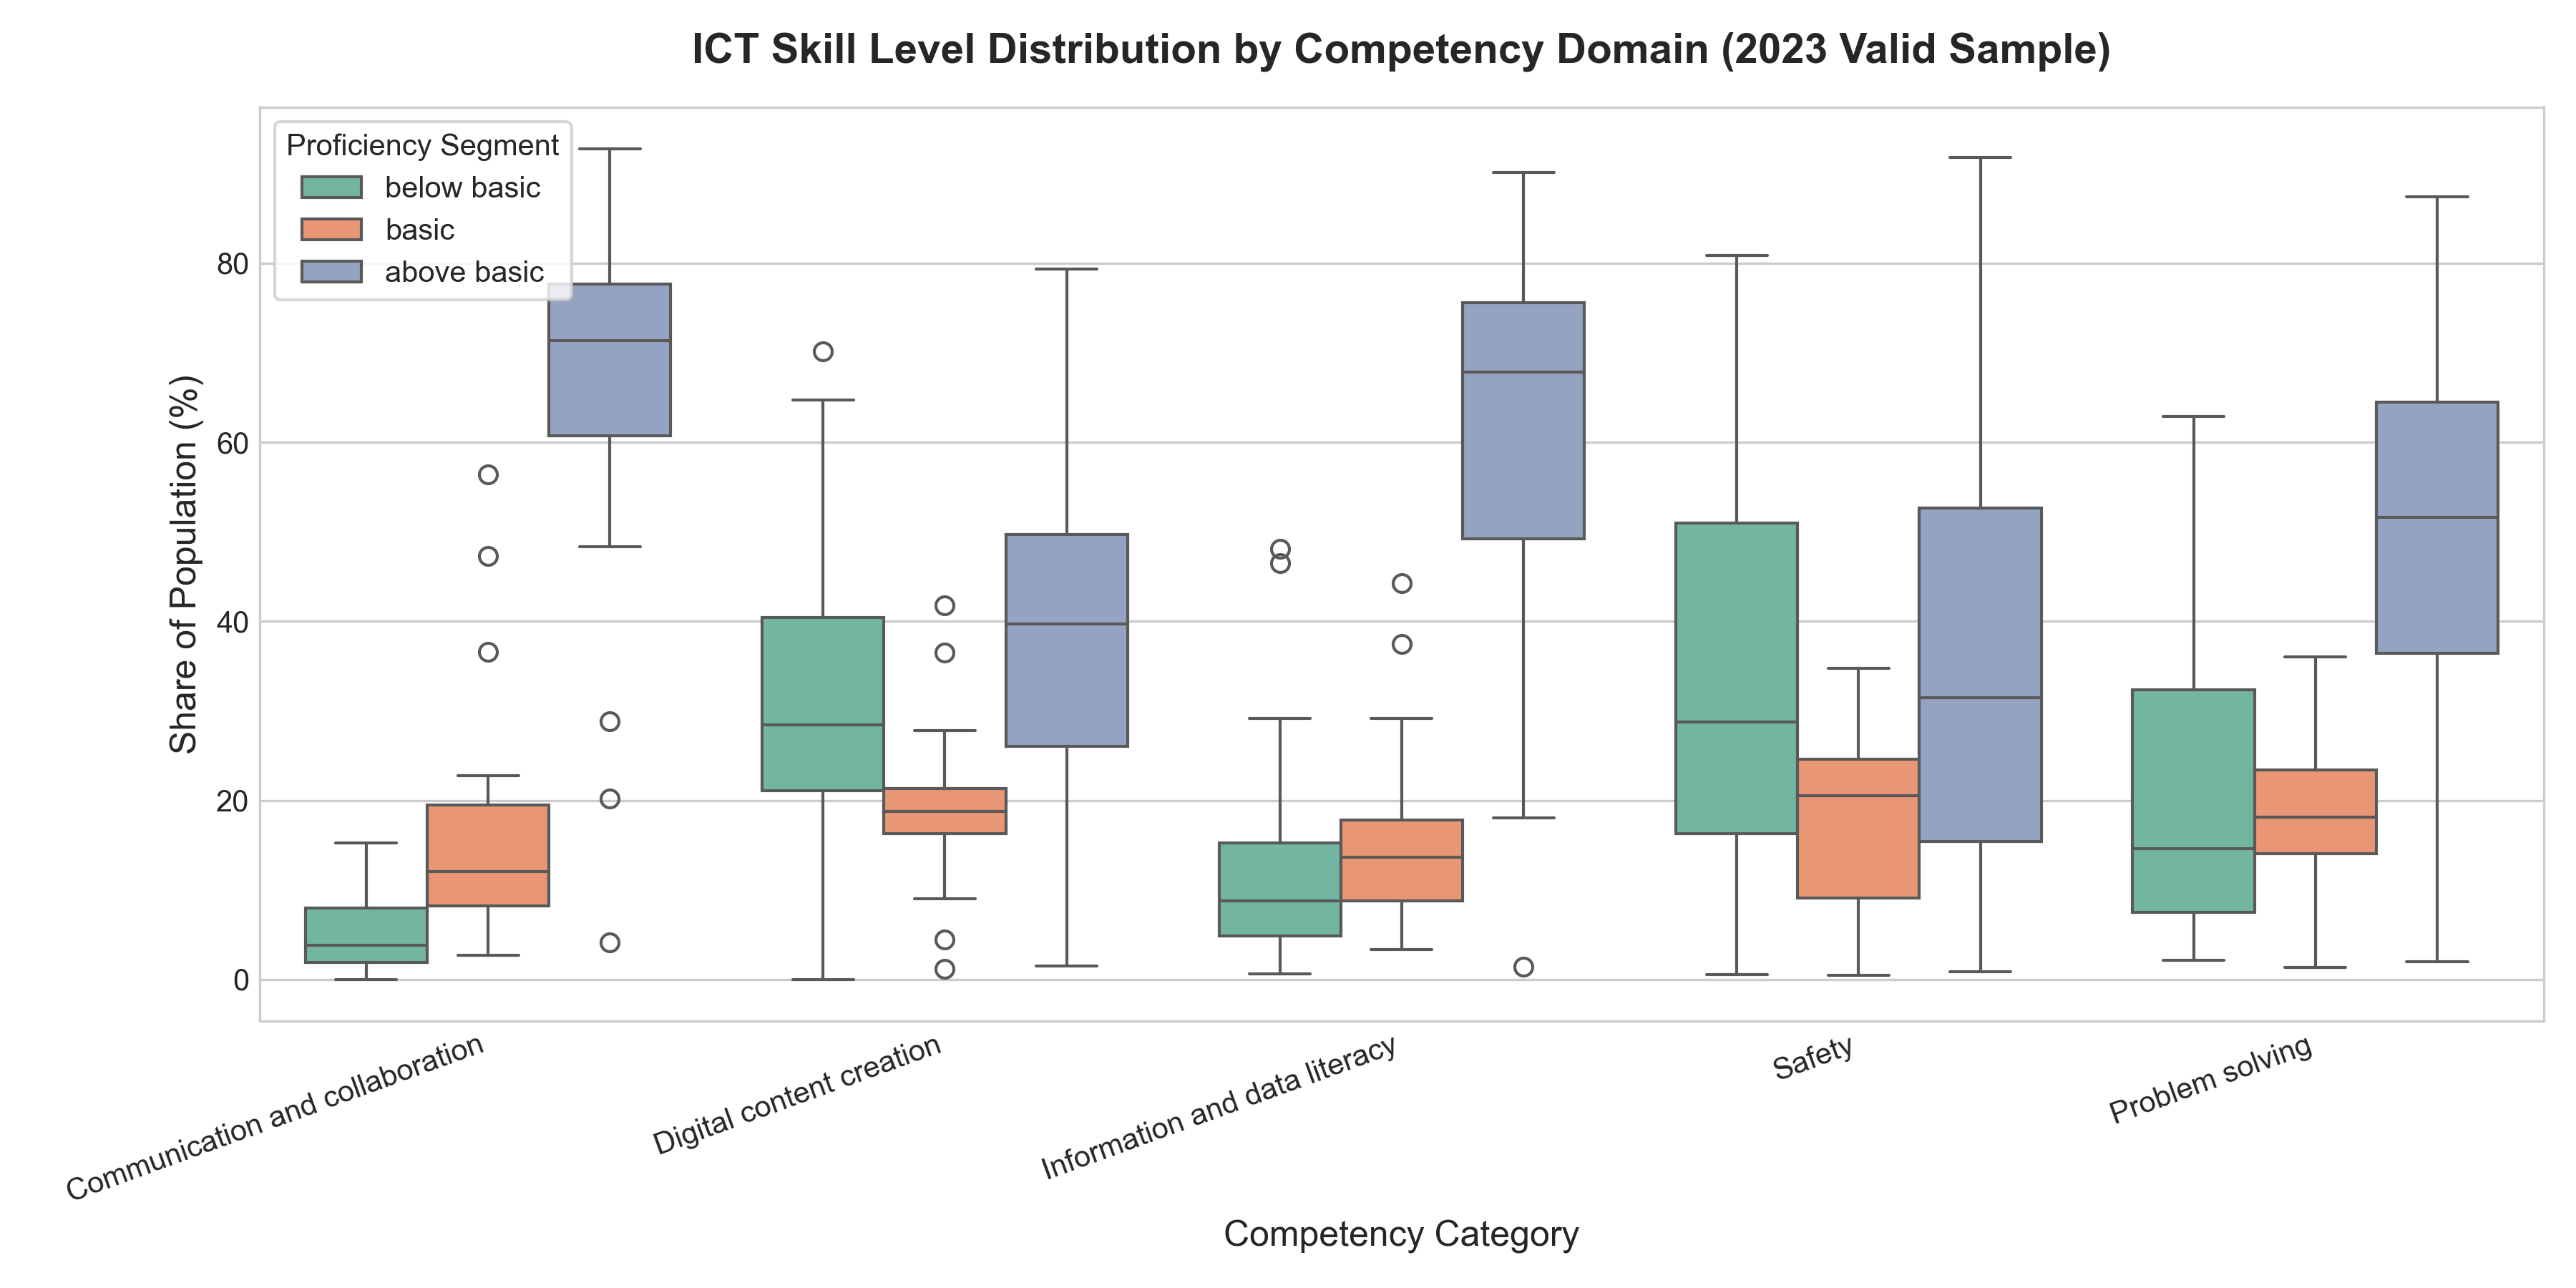 ICT Skill Level Distribution by Competency Domain (2023 Valid Sample)
Proficiency Segment
below basic
basic
above basic
Share of Population (%)
80
60
40
20
0
Communication and collaboration
Digital content creation
Information and data literacy
Safety
Problem solving
Competency Category